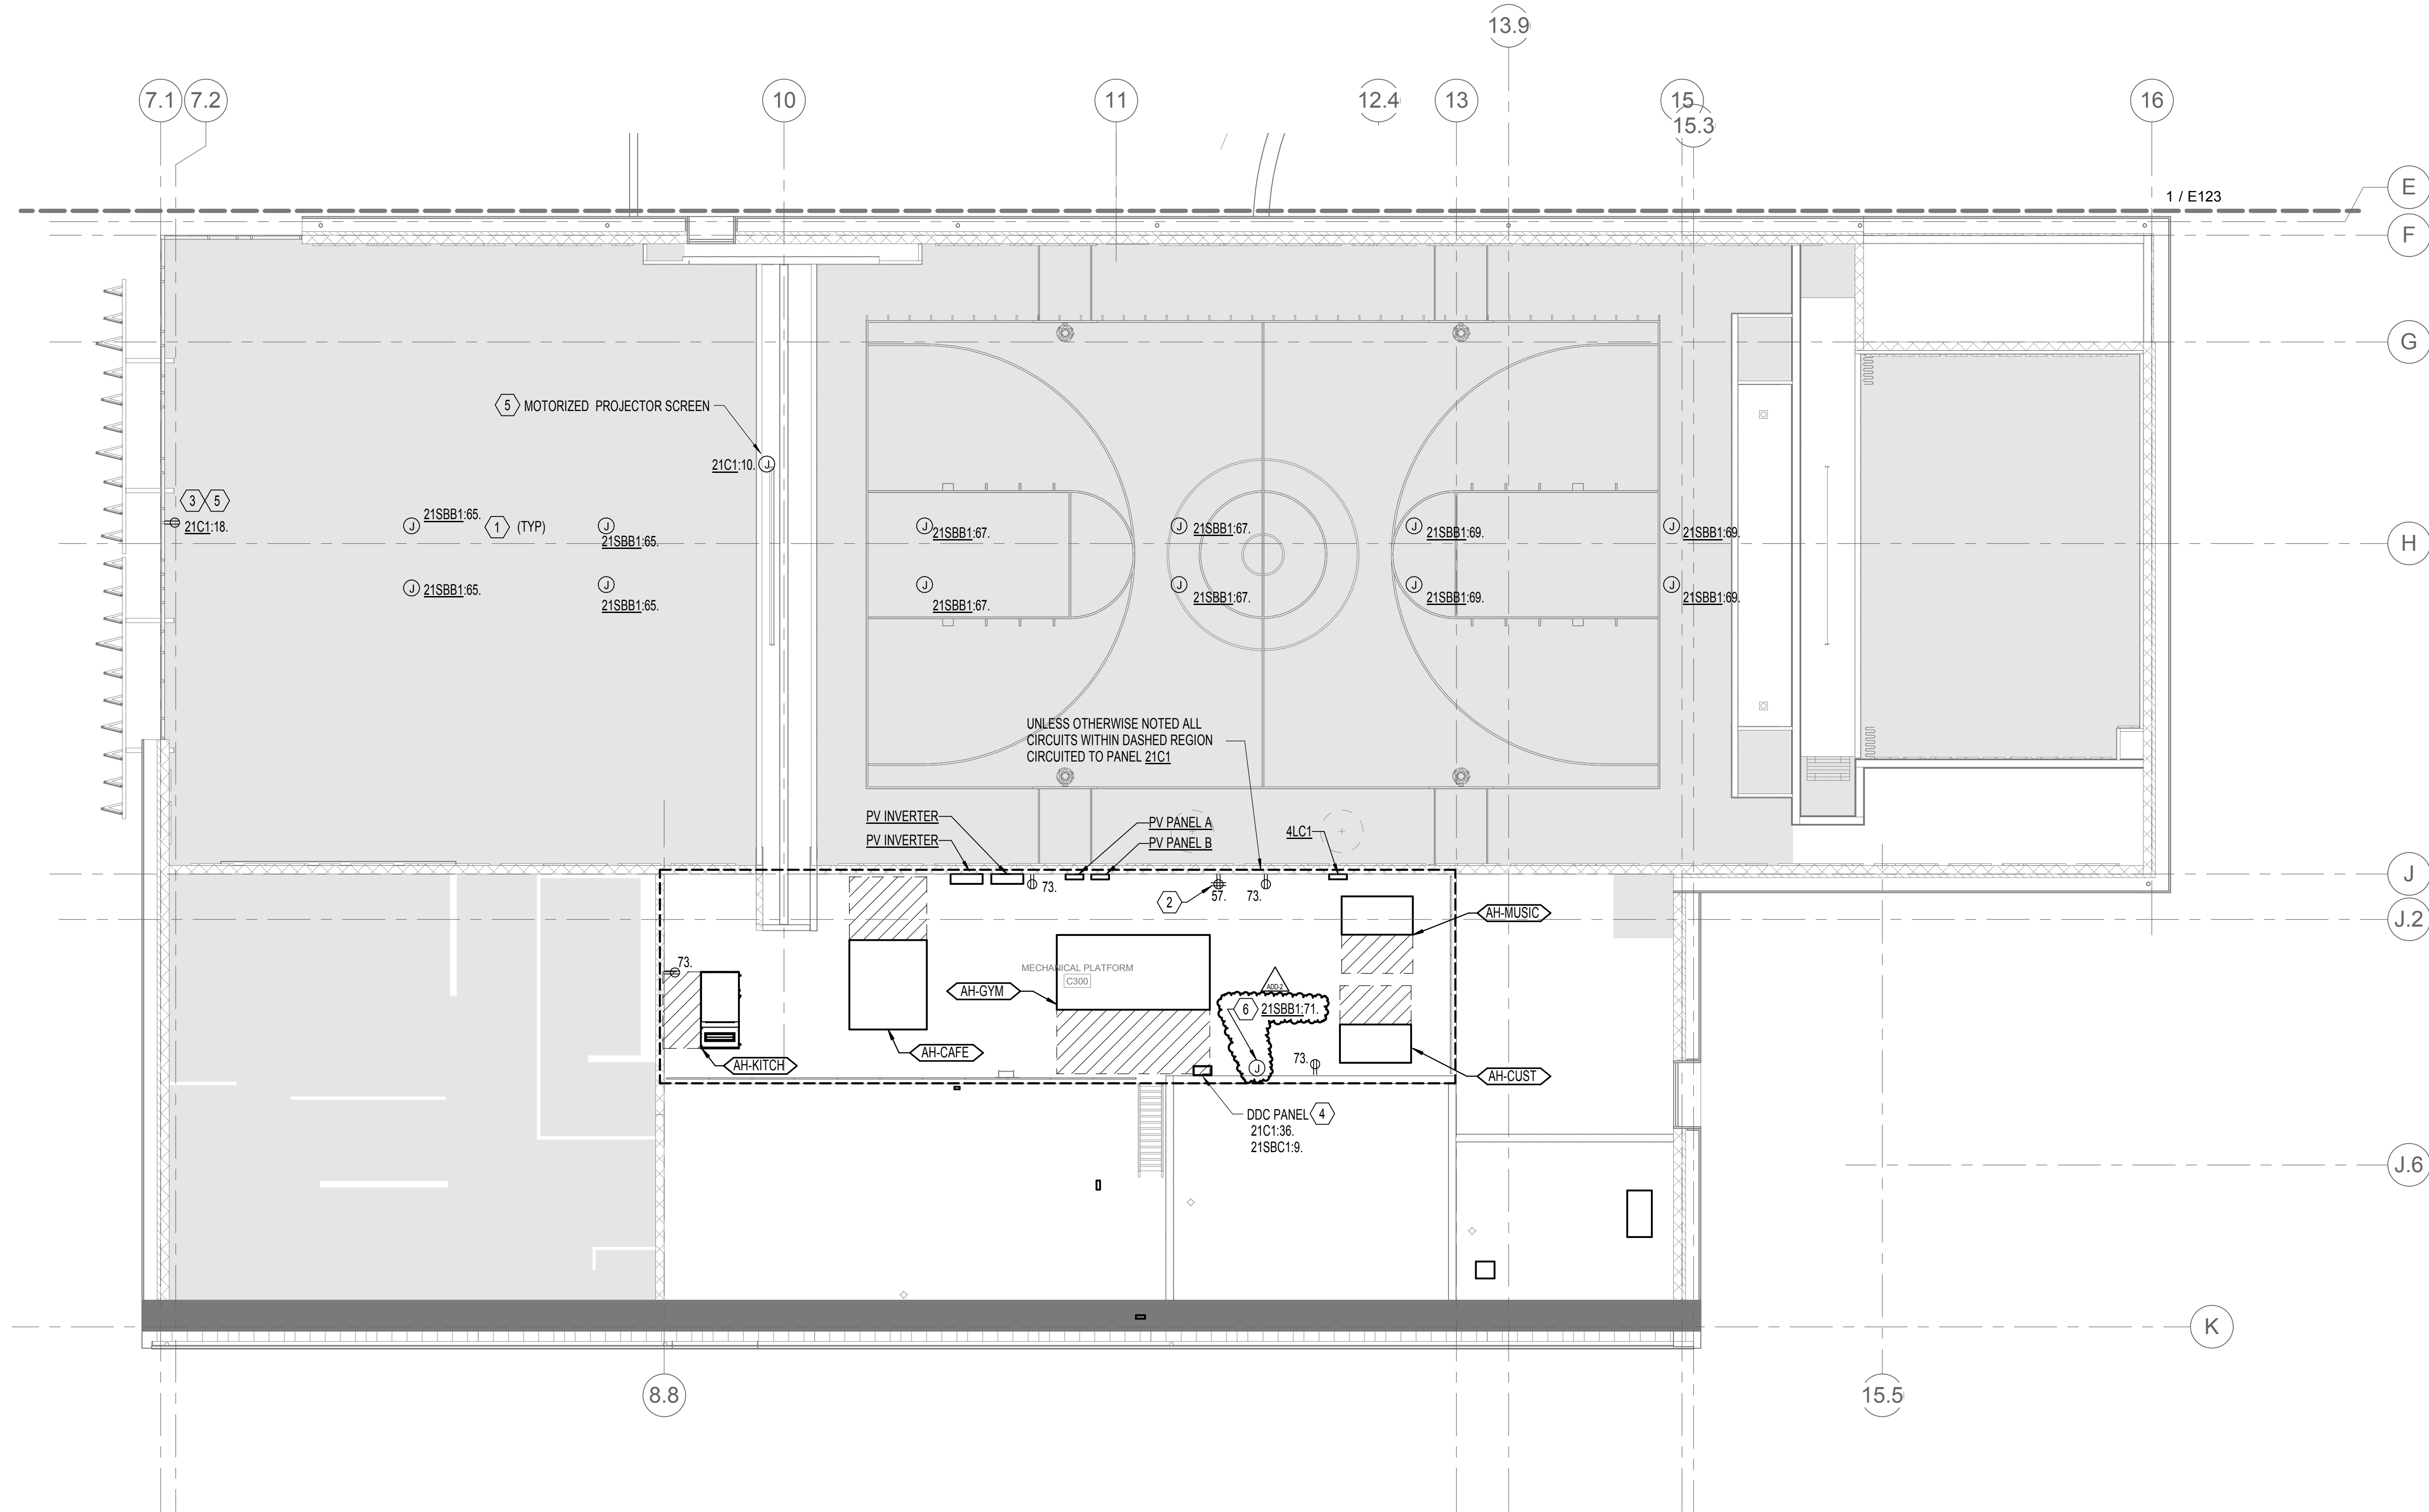 13.9
7.1
7.2
10
11
12.4
13
15
15.3
16
1 / E123
E
F
G
5 MOTORIZED PROJECTOR SCREEN
21C1:10. J
3 5
21C1:18.
J 21SBB1:65.
1 (TYP)
J 21SBB1:65.
J 21SBB1:67.
J 21SBB1:67.
J 21SBB1:69.
J 21SBB1:69.
H
J 21SBB1:65.
J 21SBB1:65.
J 21SBB1:67.
J 21SBB1:67.
J 21SBB1:69.
J 21SBB1:69.
UNLESS OTHERWISE NOTED ALL
CIRCUITS WITHIN DASHED REGION
CIRCUITED TO PANEL 21C1
PV INVERTER
PV INVERTER
PV PANEL A
PV PANEL B
4LC1
J
73.
2
57.
73.
AH-MUSIC
J.2
73.
MECHANICAL PLATFORM
C300
AH-GYM
ADD-2
6 21SBB1:71.
J
AH-CAFE
AH-KITCH
73.
AH-CUST
DDC PANEL 4
21C1:36.
21SBC1:9.
J.6
K
8.8
15.5